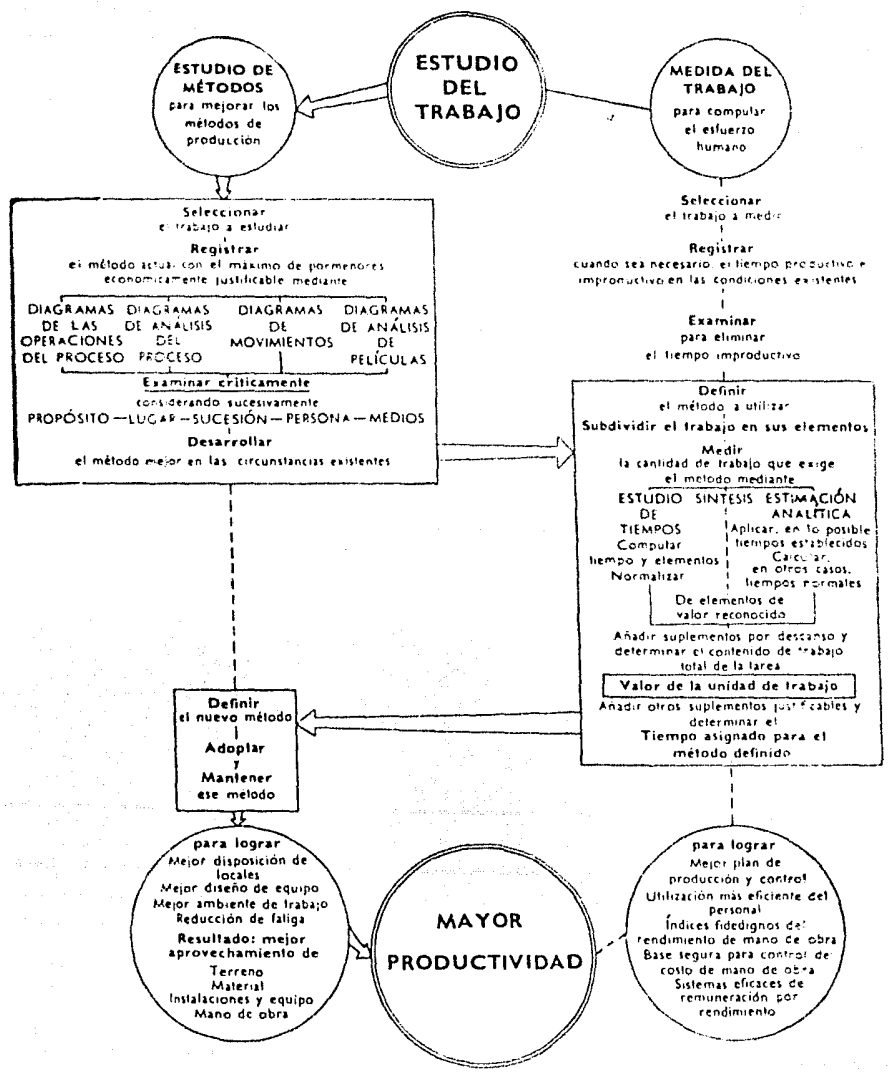 ESTUDIO DEL TRABAJO
ESTUDIO DE
MÉTODOS
para mejorar los
métodos de
producción
MEDIDA DEL
TRABAJO
para computar
el esfuerzo
humano
Seleccionar
el trabajo a estudiar
Registrar
el método actual con el máximo de pormenores
económicamente justificable mediante
DIAGRAMAS
DE LAS
OPERACIONES
DEL PROCESO
DIAGRAMAS
DE ANÁLISIS
DEL
PROCESO
DIAGRAMAS
DE
MOVIMIENTOS
DIAGRAMAS
DE ANÁLISIS
DE
PELÍCULAS
Examinar críticamente
considerando sucesivamente
PROPÓSITO—LUGAR—SUCESIÓN—PERSONA—MEDIOS
Desarrollar
el método mejor en las circunstancias existentes
Seleccionar
el trabajo a medir
Registrar
cuando sea necesario, el tiempo productivo e
improductivo en las condiciones existentes
Examinar
para eliminar
el tiempo improductivo
Definir
el método a utilizar
Subdividir el trabajo en sus elementos
Medir
la cantidad de trabajo que exige
el método mediante
ESTUDIO
DE
TIEMPOS
Computar
tiempo y elementos
Normalizar
SÍNTESIS
ESTIMACIÓN
ANALÍTICA
Aplicar, en lo posible
tiempos establecidos
Calcular,
en otros casos,
tiempos normales
De elementos de
valor reconocido
Añadir suplementos por descanso y
determinar el contenido de trabajo
total de la tarea
Valor de la unidad de trabajo
Añadir otros suplementos justificables y
determinar el
Tiempo asignado para el
método definido
Definir
el nuevo método
Adoptar
y
Mantener
ese método
para lograr
Mejor disposición de
locales
Mejor diseño de equipo
Mejor ambiente de trabajo
Reducción de fatiga
Resultado: mejor
aprovechamiento de
Terreno
Material
Instalaciones y equipo
Mano de obra
MAYOR
PRODUCTIVIDAD
para lograr
Mejor plan de
producción y control
Utilización más eficiente del
personal
Índices fidedignos del
rendimiento de mano de obra
Base segura para control de
costo de mano de obra
Sistemas eficaces de
remuneración por
rendimiento